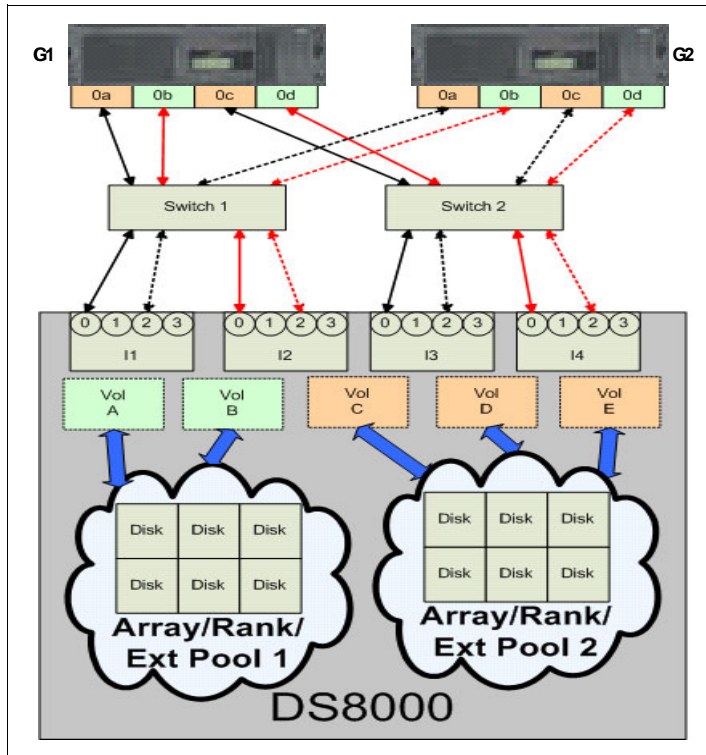 G1
G2
0a 0b 0c 0d
0a 0b 0c 0d
Switch 1
Switch 2
0 1 2 3
0 1 2 3
0 1 2 3
0 1 2 3
I1
I2
I3
I4
Vol
A
Vol
B
Vol
C
Vol
D
Vol
E
Disk Disk Disk
Disk Disk Disk
Array/Rank/
Ext Pool 1
Disk Disk Disk
Disk Disk Disk
Array/Rank/
Ext Pool 2
DS8000